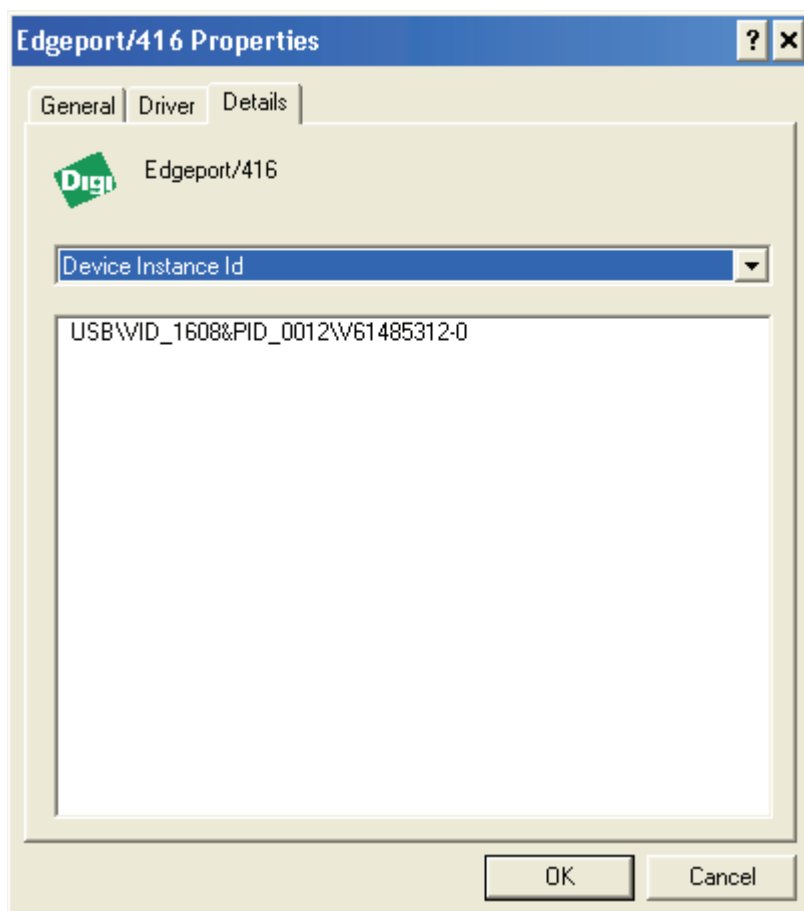 Edgeport/416 Properties
? ×
General Driver Details
Digi
Edgeport/416
Device Instance Id
USB\VID_1608&PID_0012\V61485312-0
OK Cancel